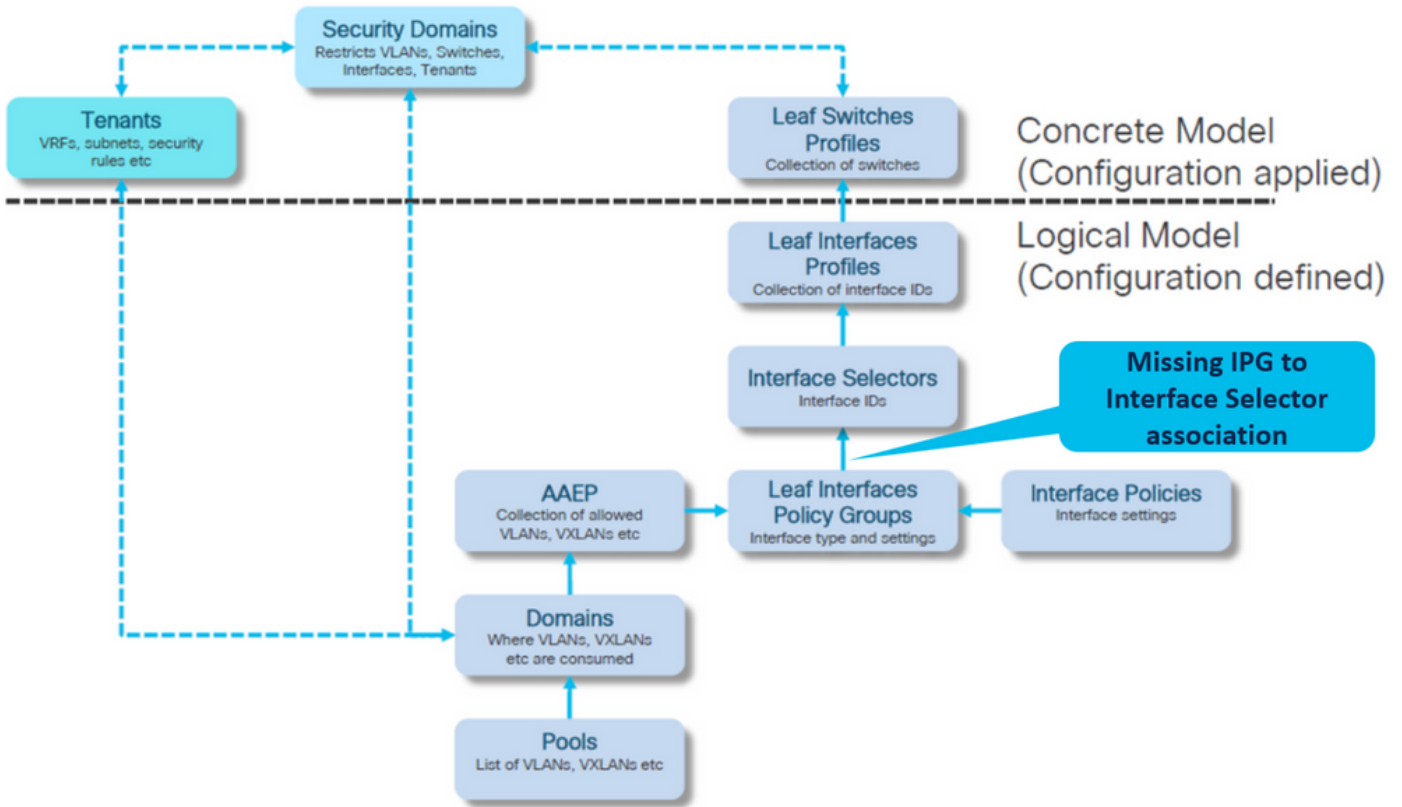 Security Domains
Restricts VLANs, Switches,
Interfaces, Tenants
Tenants
VRFs, subnets, security
rules etc
Leaf Switches
Profiles
Collection of switches
Concrete Model
(Configuration applied)
Leaf Interfaces
Profiles
Collection of interface IDs
Logical Model
(Configuration defined)
Interface Selectors
Interface IDs
Missing IPG to
Interface Selector
association
AAEP
Collection of allowed
VLANs, VXLANs etc
Leaf Interfaces
Policy Groups
Interface type and settings
Interface Policies
Interface settings
Domains
Where VLANs, VXLANs
etc are consumed
Pools
List of VLANs, VXLANs etc